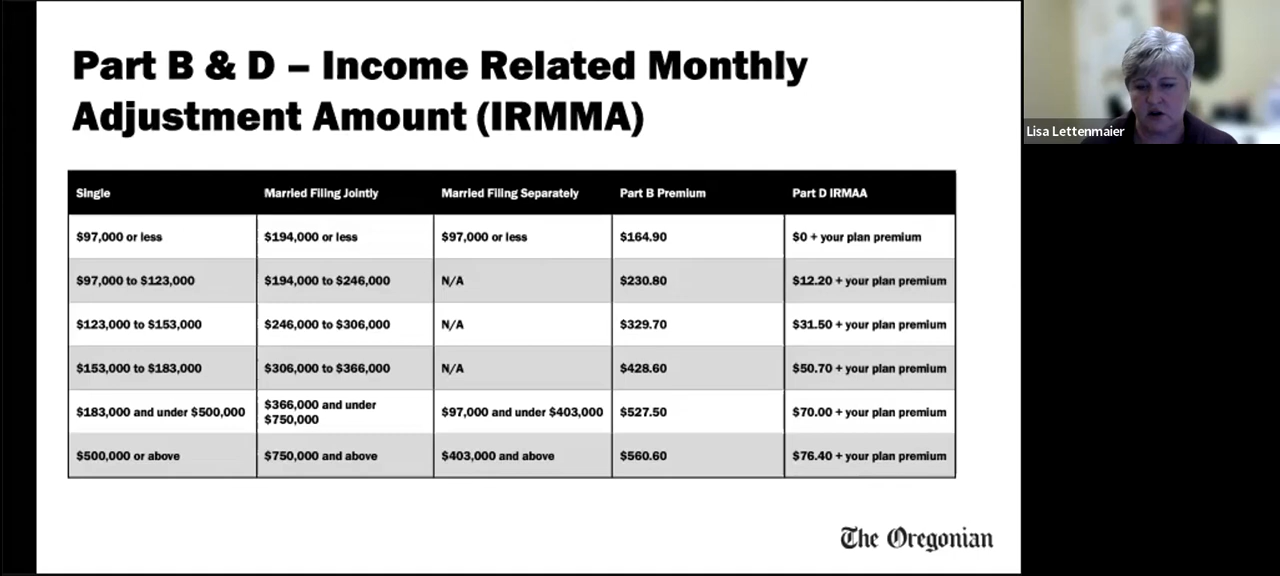 Part B & D – Income Related Monthly
Adjustment Amount (IRMMA)
Single Married Filing Jointly Married Filing Separately Part B Premium Part D IRMAA
$97,000 or less $194,000 or less $97,000 or less $164.90 $0 + your plan premium
$97,000 to $123,000 $194,000 to $246,000 N/A $230.80 $12.20 + your plan premium
$123,000 to $153,000 $246,000 to $306,000 N/A $329.70 $31.50 + your plan premium
$153,000 to $183,000 $306,000 to $366,000 N/A $428.60 $50.70 + your plan premium
$183,000 and under $500,000 $366,000 and under $97,000 and under $403,000 $527.50 $70.00 + your plan premium
$750,000
$500,000 or above $750,000 and above $403,000 and above $560.60 $76.40 + your plan premium
The Oregonian
Lisa Lettenmaier